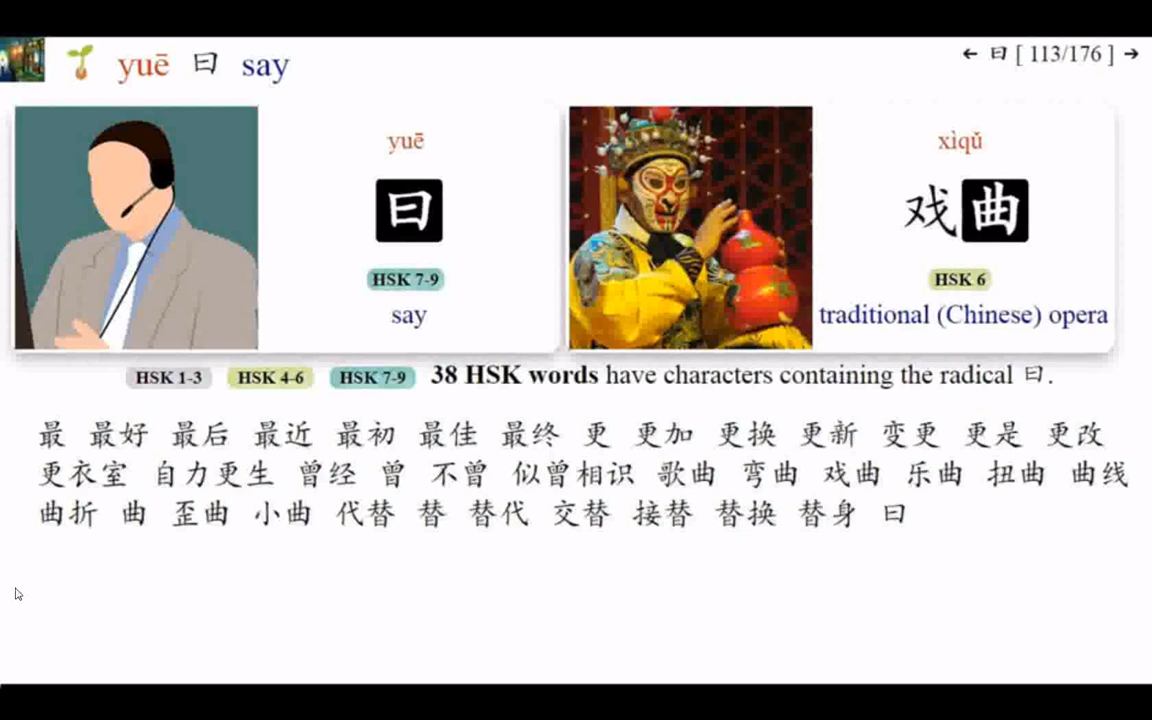 yuē 曰 say
← 曰 [ 113/176 ] →
yuē
曰
HSK 7-9
say
xìqǔ
戏曲
HSK 6
traditional (Chinese) opera
HSK 1-3 HSK 4-6 HSK 7-9 38 HSK words have characters containing the radical 曰.
最 最好 最后 最近 最初 最佳 最终 更 更加 更换 更新 变更 更是 更改
更衣室 自力更生 曾经 曾 不曾 似曾相识 歌曲 弯曲 戏曲 乐曲 扭曲 曲线
曲折 曲 歪曲 小曲 代替 替 替代 交替 接替 替换 替身 曰